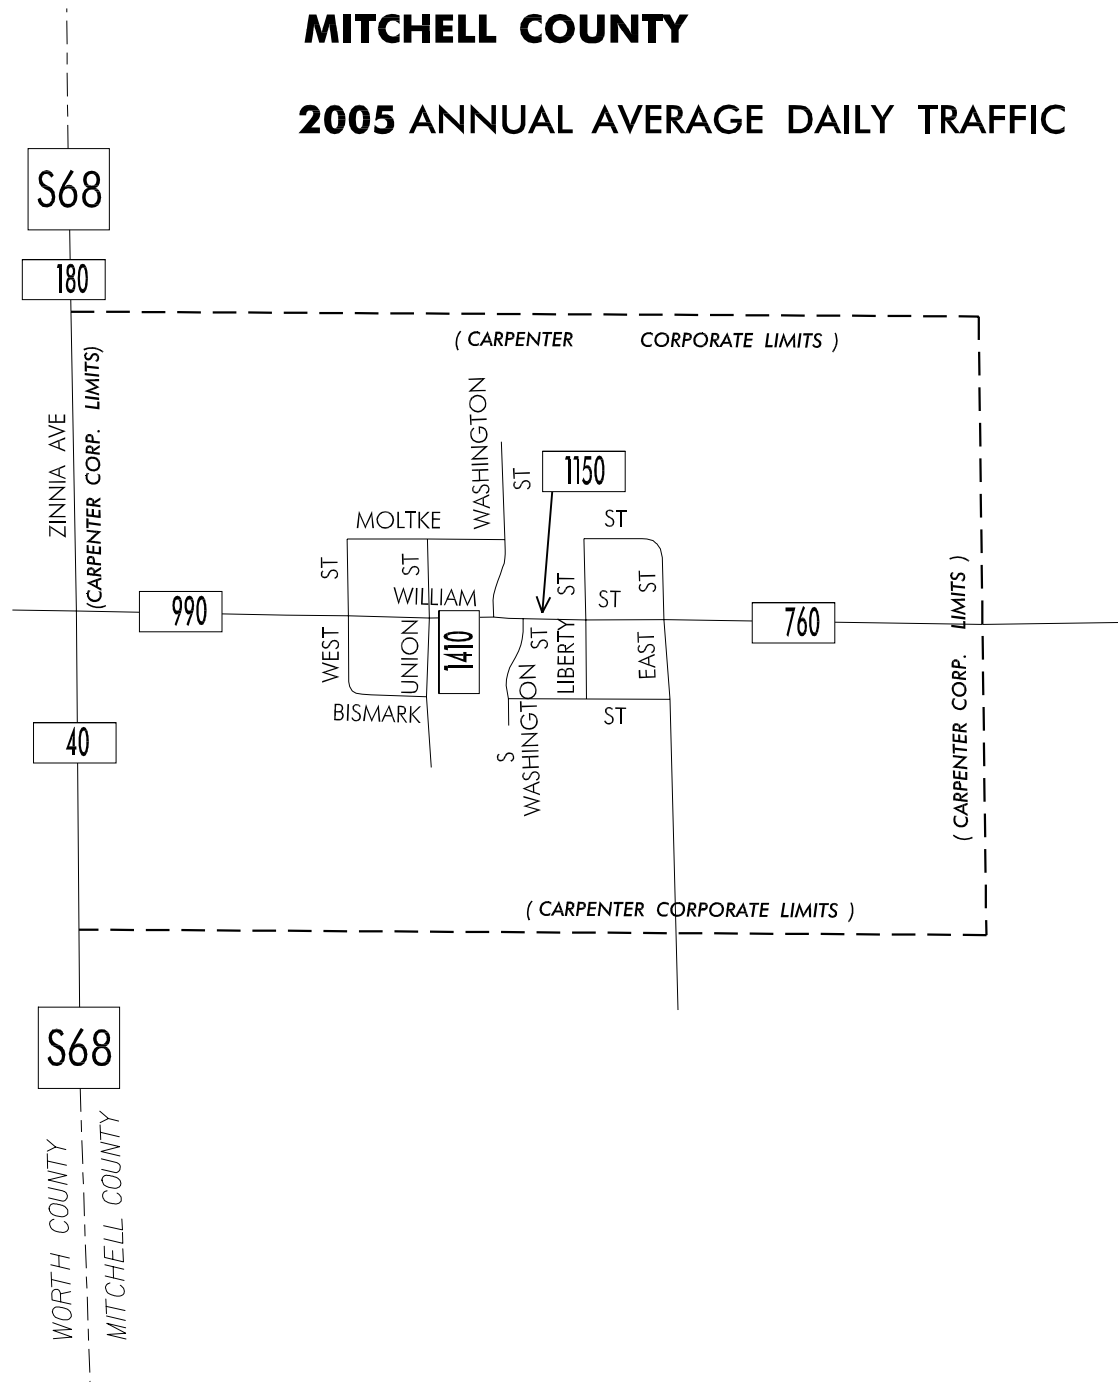 MITCHELL COUNTY
2005 ANNUAL AVERAGE DAILY TRAFFIC
S68
180
( CARPENTER CORPORATE LIMITS )
ZINNIA AVE
(CARPENTER CORP. LIMITS)
WASHINGTON ST
1150
MOLTKE ST
WEST ST
UNION ST
WILLIAM ST
LIBERTY ST
EAST ST
990
1410
760
( CARPENTER CORP. LIMITS )
BISMARK ST
S WASHINGTON ST
40
( CARPENTER CORPORATE LIMITS )
S68
WORTH COUNTY
MITCHELL COUNTY